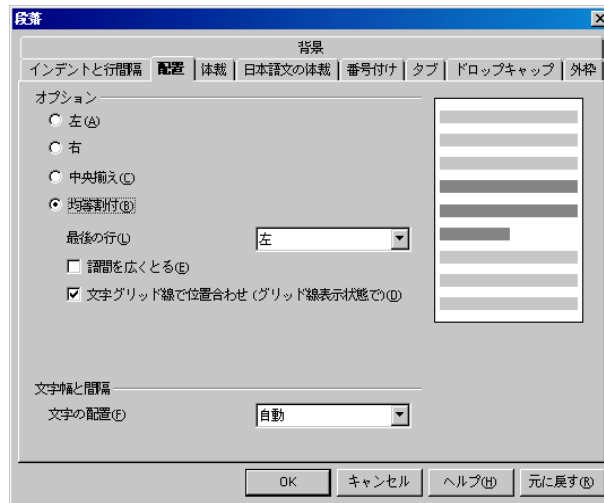 段落
背景
インデントと行間隔 配置 体裁 日本語文の体裁 番号付け タブ ドロップキャップ 外枠
オプション
左(A)
右
中央揃え(C)
均等割付(B)
最後の行(L) 左
語間を広くとる(E)
文字グリッド線で位置合わせ(グリッド線表示状態で)(D)
文字幅と間隔
文字の配置(F) 自動
OK キャンセル ヘルプ(H) 元に戻す(R)